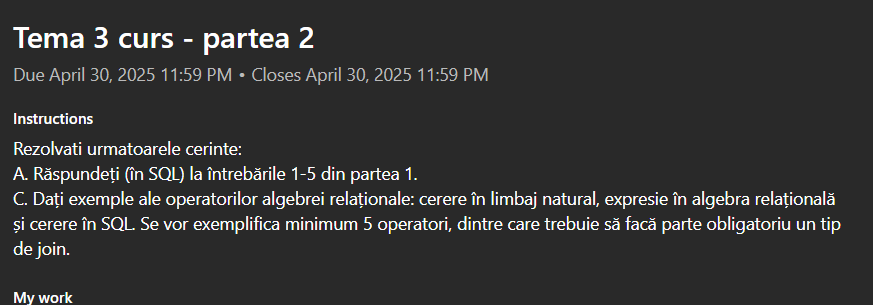 Tema 3 curs - partea 2
Due April 30, 2025 11:59 PM • Closes April 30, 2025 11:59 PM
Instructions
Rezolvati urmatoarele cerinte:
A. Răspundeți (în SQL) la întrebările 1-5 din partea 1.
C. Dați exemple ale operatorilor algebrei relaționale: cerere în limbaj natural, expresie în algebra relațională
și cerere în SQL. Se vor exemplifica minimum 5 operatori, dintre care trebuie să facă parte obligatoriu un tip
de join.
My work